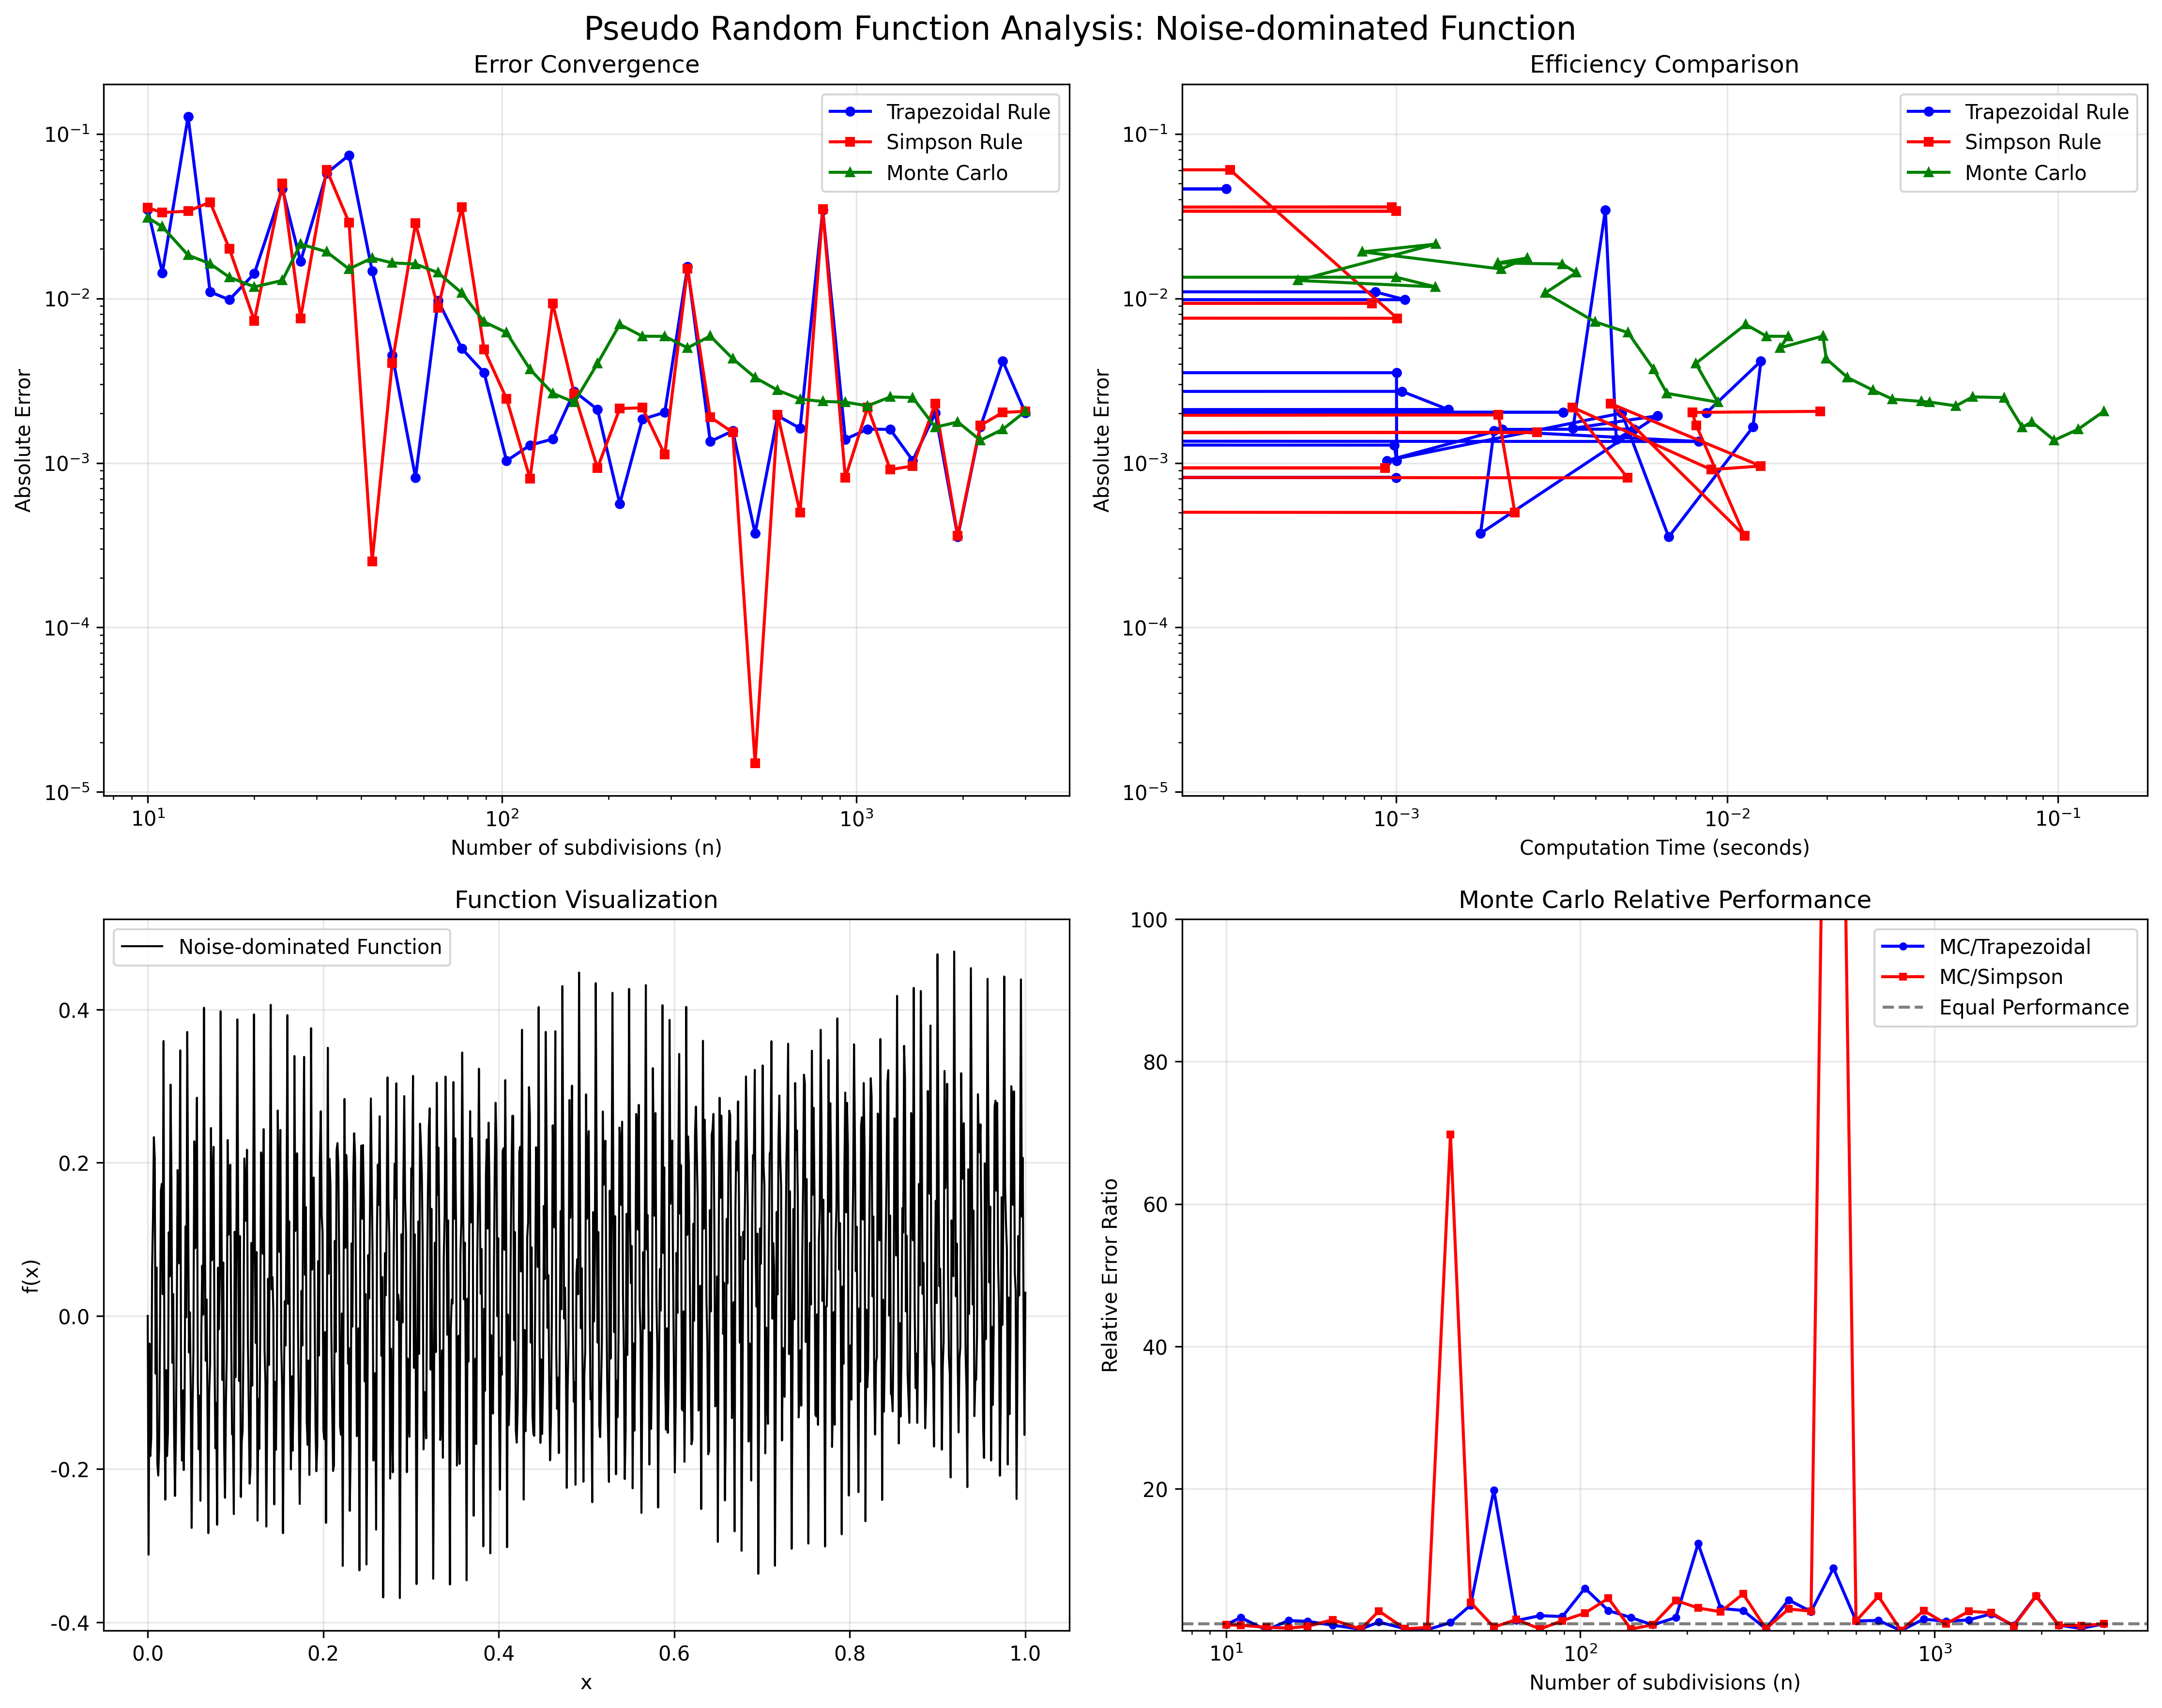 Pseudo Random Function Analysis: Noise-dominated Function
Error Convergence
Absolute Error
10⁻¹
10⁻²
10⁻³
10⁻⁴
10⁻⁵
Trapezoidal Rule
Simpson Rule
Monte Carlo
10¹ 10² 10³
Number of subdivisions (n)
Efficiency Comparison
Absolute Error
10⁻¹
10⁻²
10⁻³
10⁻⁴
10⁻⁵
Trapezoidal Rule
Simpson Rule
Monte Carlo
10⁻³ 10⁻² 10⁻¹
Computation Time (seconds)
Function Visualization
f(x)
0.4
0.2
0.0
-0.2
-0.4
Noise-dominated Function
0.0 0.2 0.4 0.6 0.8 1.0
x
Monte Carlo Relative Performance
Relative Error Ratio
100
80
60
40
20
MC/Trapezoidal
MC/Simpson
Equal Performance
10¹ 10² 10³
Number of subdivisions (n)